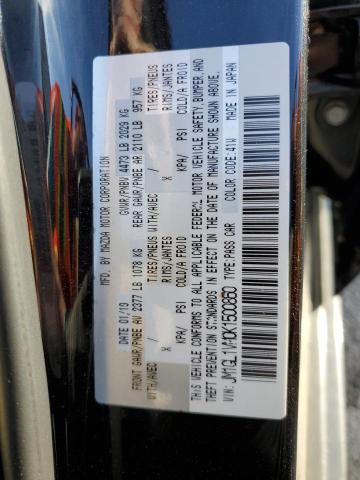 MFD. BY MAZDA MOTOR CORPORATION
DATE 01/19 GVWR/PNBV 4473 LB 2029 KG
FRONT GAWR/PNBE AV 2377 LB 1078 KG REAR GAWR/PNBE AR 2110 LB 957 KG
WITH/AVEC / TIRES/PNEUS WITH/AVEC / TIRES/PNEUS
X RIMS/JANTES X RIMS/JANTES
KPA/ PSI COLD/A FROID KPA/ PSI COLD/A FROID
THIS VEHICLE CONFORMS TO ALL APPLICABLE FEDERAL MOTOR VEHICLE SAFETY, BUMPER, AND
THEFT PREVENTION STANDARDS IN EFFECT ON THE DATE OF MANUFACTURE SHOWN ABOVE.
VIN: TYPE: PASS CAR COLOR CODE: 41W MADE IN JAPAN